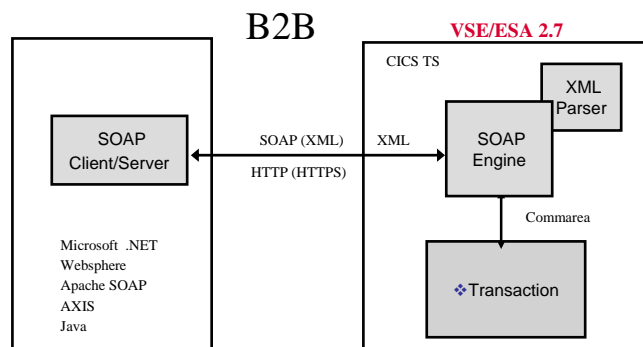 B2B
VSE/ESA 2.7
CICS TS
XML
Parser
SOAP
Client/Server
SOAP (XML)
XML
HTTP (HTTPS)
SOAP
Engine
Commarea
Microsoft .NET
Websphere
Apache SOAP
AXIS
Java
❖Transaction